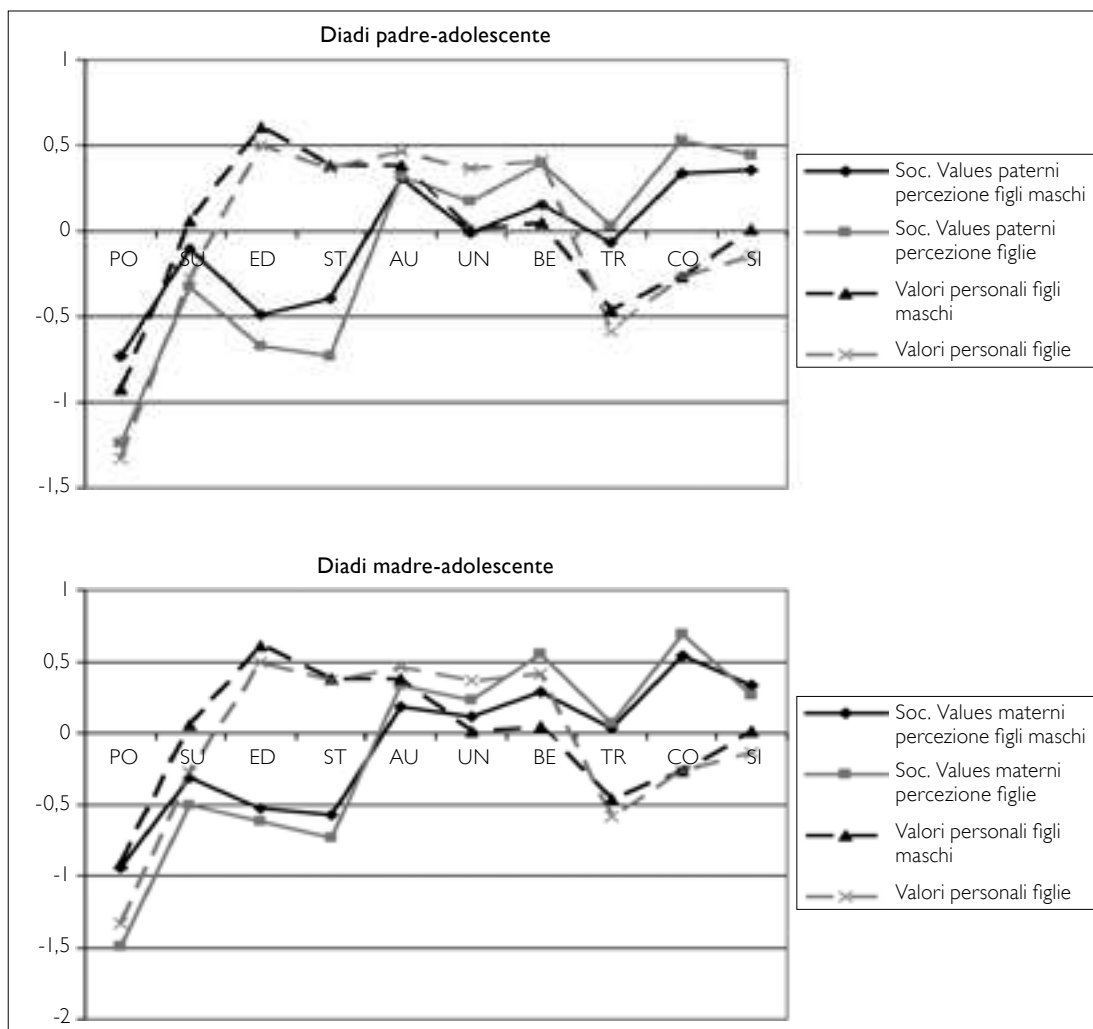 Diadi padre-adolescente
1
0,5
0
-0,5
-1
-1,5
PO SU ED ST AU UN BE TR CO SI
Soc. Values paterni
percezione figli maschi
Soc. Values paterni
percezione figlie
Valori personali figli
maschi
Valori personali figlie
Diadi madre-adolescente
1
0,5
0
-0,5
-1
-1,5
-2
PO SU ED ST AU UN BE TR CO SI
Soc. Values materni
percezione figli maschi
Soc. Values materni
percezione figlie
Valori personali figli
maschi
Valori personali figlie